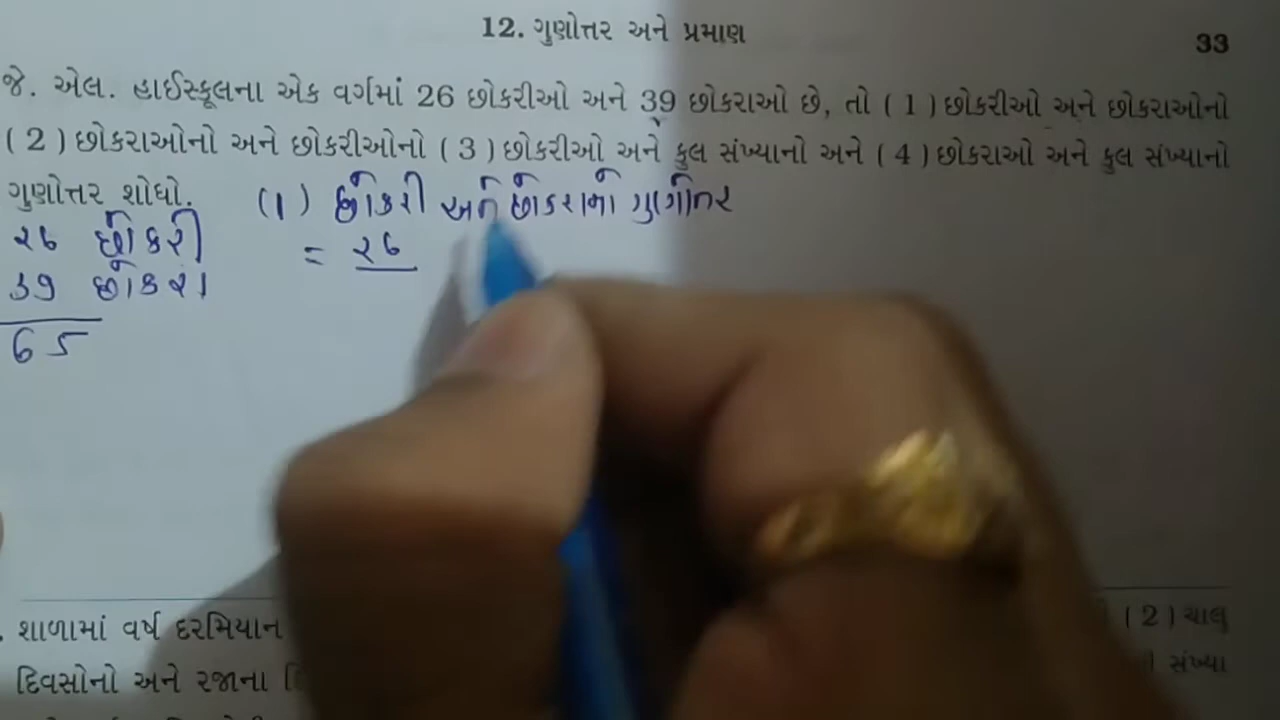 12. ગુણોત્તર અને પ્રમાણ
33
જે. એલ. હાઈસ્કૂલના એક વર્ગમાં 26 છોકરીઓ અને 39 છોકરાઓ છે, તો ( 1 ) છોકરીઓ અને છોકરાઓનો
( 2 ) છોકરાઓનો અને છોકરીઓનો ( 3 ) છોકરીઓ અને કુલ સંખ્યાનો અને ( 4 ) છોકરાઓ અને કુલ સંખ્યાનો
ગુણોત્તર શોધો.
(1) છોકરી અને છોકરાનો ગુણોત્તર
૨૬ છોકરી
= ૨૬
39 છોકરા
65
શાળામાં વર્ષ દરમિયાન
( 2 ) ચાલુ
દિવસોનો અને રજાના
સંખ્યા